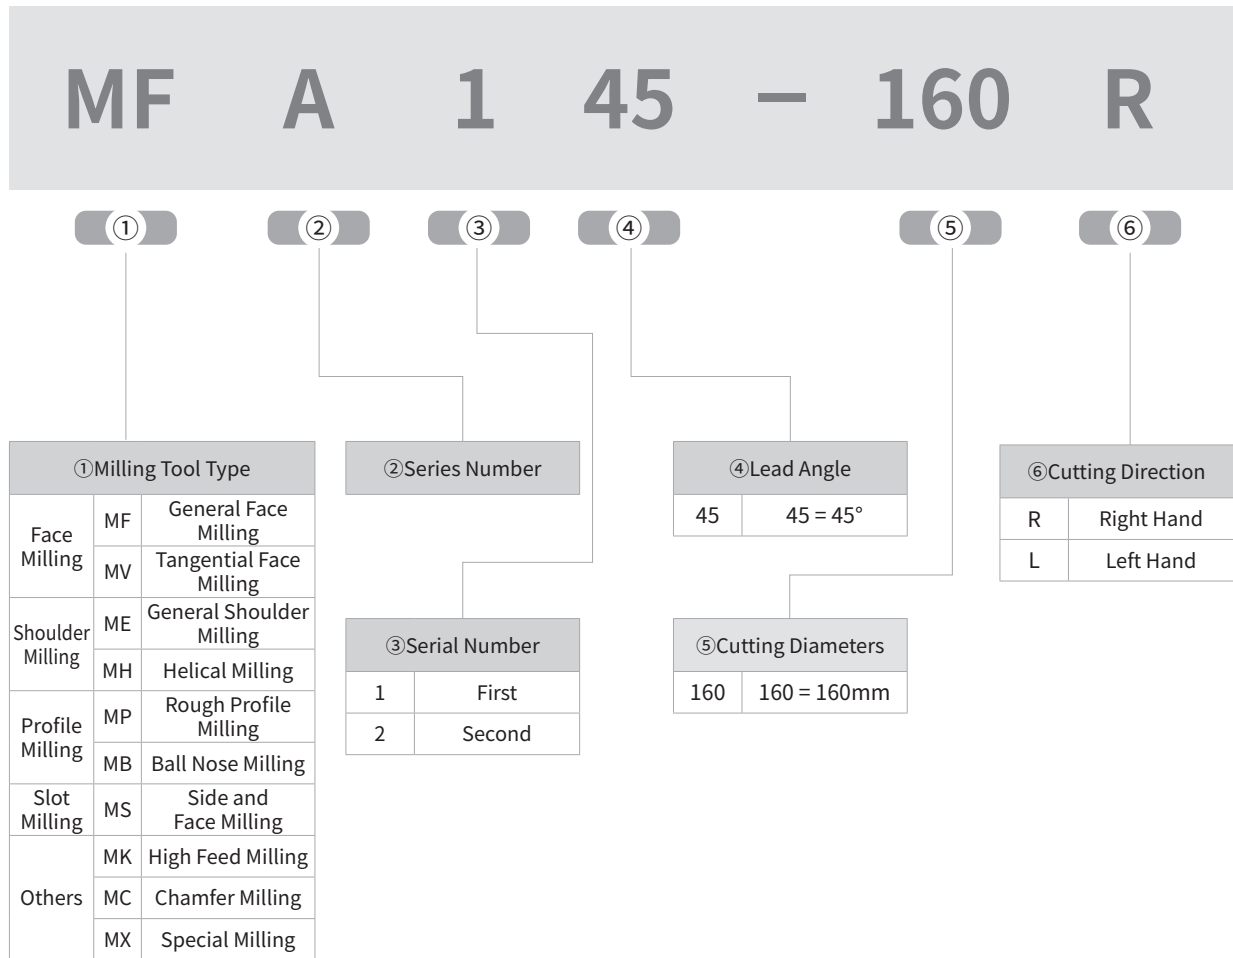 MF A 1 45 – 160 R
① ② ③ ④ ⑤ ⑥
①Milling Tool Type
Face
Milling
MF
General Face
Milling
MV
Tangential Face
Milling
Shoulder
Milling
ME
General Shoulder
Milling
MH
Helical Milling
Profile
Milling
MP
Rough Profile
Milling
MB
Ball Nose Milling
Slot
Milling
MS
Side and
Face Milling
Others
MK
High Feed Milling
MC
Chamfer Milling
MX
Special Milling
②Series Number
③Serial Number
1 First
2 Second
④Lead Angle
45 45 = 45°
⑤Cutting Diameters
160 160 = 160mm
⑥Cutting Direction
R Right Hand
L Left Hand